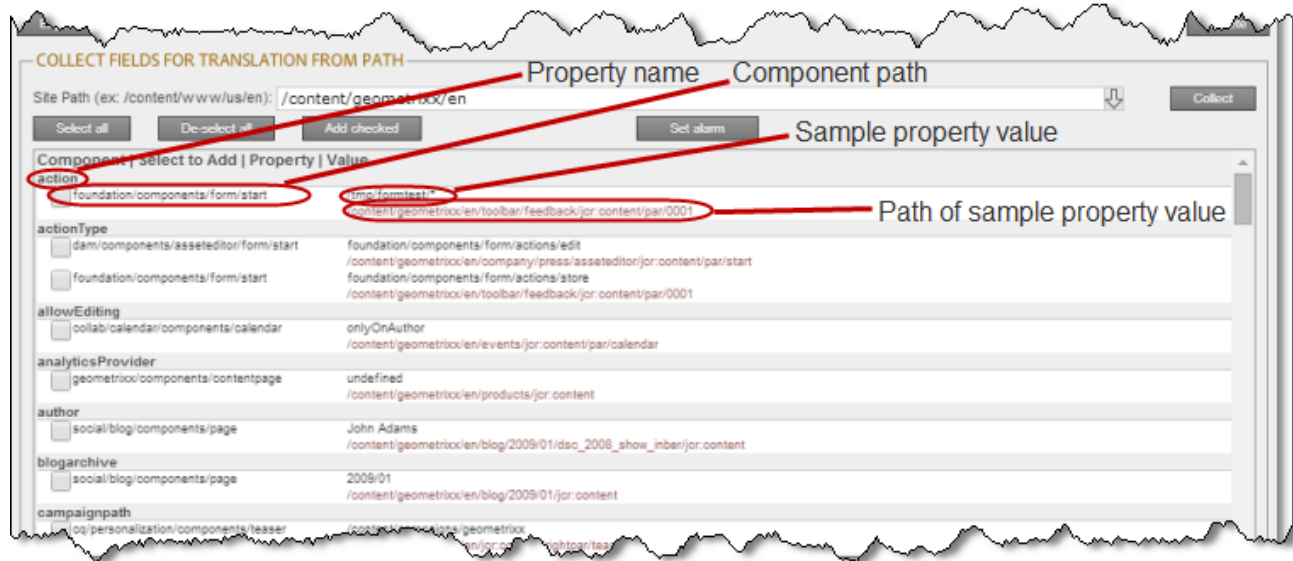 COLLECT FIELDS FOR TRANSLATION FROM PATH
Property name Component path
Site Path (ex: /content/www/us/en): /content/geometrixx/en Collect
Select all De-select all Add checked Set alarm
Sample property value
Component | Select to Add | Property | Value
action
foundation/components/form/start /tmp/formtest/*
/content/geometrixx/en/toolbar/feedback/jcr:content/par/0001
Path of sample property value
actionType
dam/components/asseteditor/form/start foundation/components/form/actions/edit
/content/geometrixx/en/company/press/asseteditor/jcr:content/par/start
foundation/components/form/start foundation/components/form/actions/store
/content/geometrixx/en/toolbar/feedback/jcr:content/par/0001
allowEditing
collab/calendar/components/calendar onlyOnAuthor
/content/geometrixx/en/events/jcr:content/par/calendar
analyticsProvider
geometrixx/components/contentpage undefined
/content/geometrixx/en/products/jcr:content
author
social/blog/components/page John Adams
/content/geometrixx/en/blog/2009/01/dsc_2008_show_inber/jcr:content
blogarchive
social/blog/components/page 2009/01
/content/geometrixx/en/blog/2009/01/jcr:content
campaignpath
cq/personalization/components/teaser /content/campaigns/geometrixx